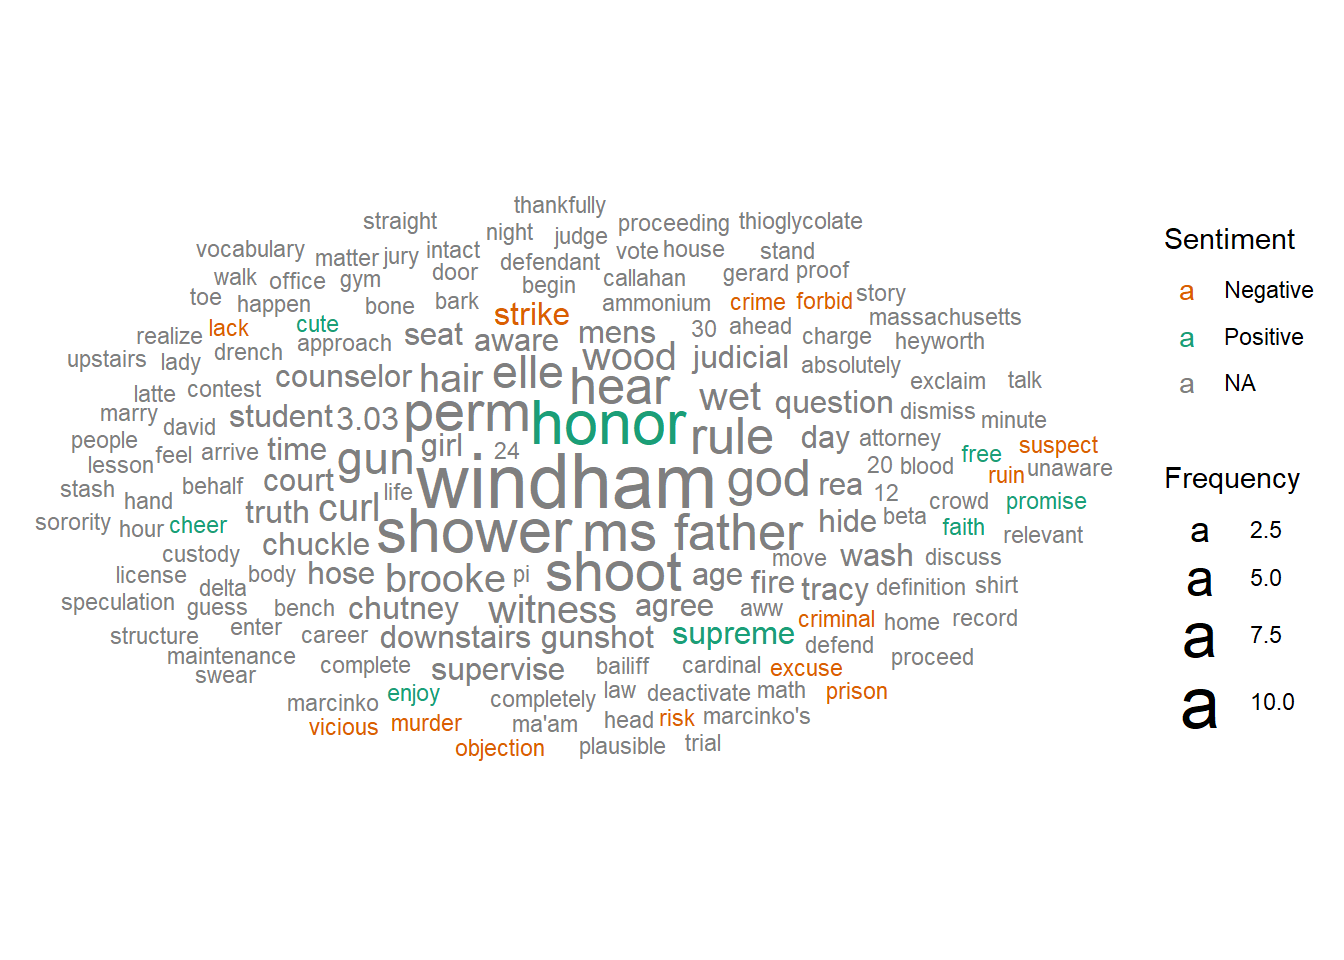 thankfully
straight
proceeding thioglycolate
night judge
vocabulary matter jury intact vote house stand
defendant
walk office gym door callahan gerard proof
begin
toe happen bone bark ammonium crime forbid story
strike
massachusetts
realize lack cute approach seat aware mens 30 ahead charge heyworth
upstairs lady drench wood judicial absolutely
latte contest counselor hair elle hear exclaim talk
marry david student 3.03 perm honor wet question dismiss minute
people feel arrive time girl 24 rule day attorney free suspect
lesson
stash hand behalf court gun windham god rea 20 blood ruin unaware
life 12
sorority hour cheer truth curl shower ms father hide beta crowd faith promise relevant
custody chuckle move wash discuss
license delta body hose brooke pi shoot age fire tracy definition shirt
speculation guess bench chutney witness agree aww criminal home record
structure enter career downstairs gunshot supreme defend
maintenance complete supervise bailiff cardinal excuse proceed
swear
marcinko enjoy completely law deactivate math prison
vicious murder ma'am head risk marcinko's
objection plausible trial
Sentiment
a Negative
a Positive
a NA
Frequency
a 2.5
a 5.0
a 7.5
a 10.0